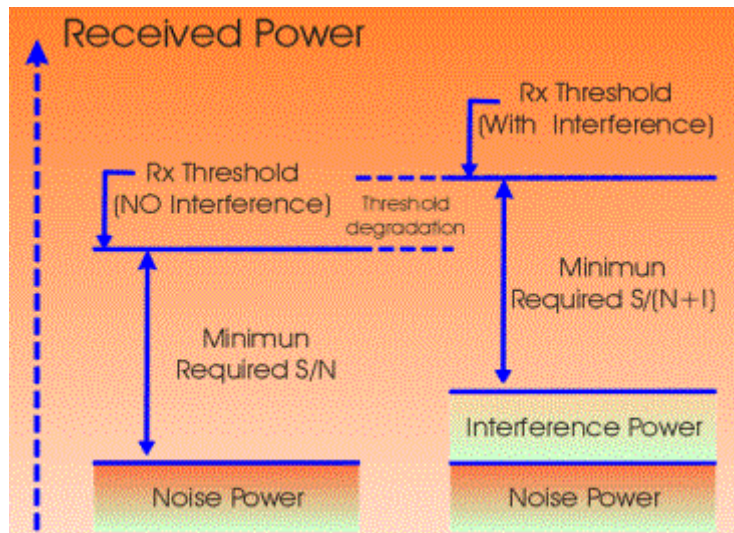 Received Power
Rx Threshold
(With Interference)
Rx Threshold
(NO Interference)
Threshold
degradation
Minimun
Required S/N
Minimun
Required S/(N+I)
Interference Power
Noise Power
Noise Power